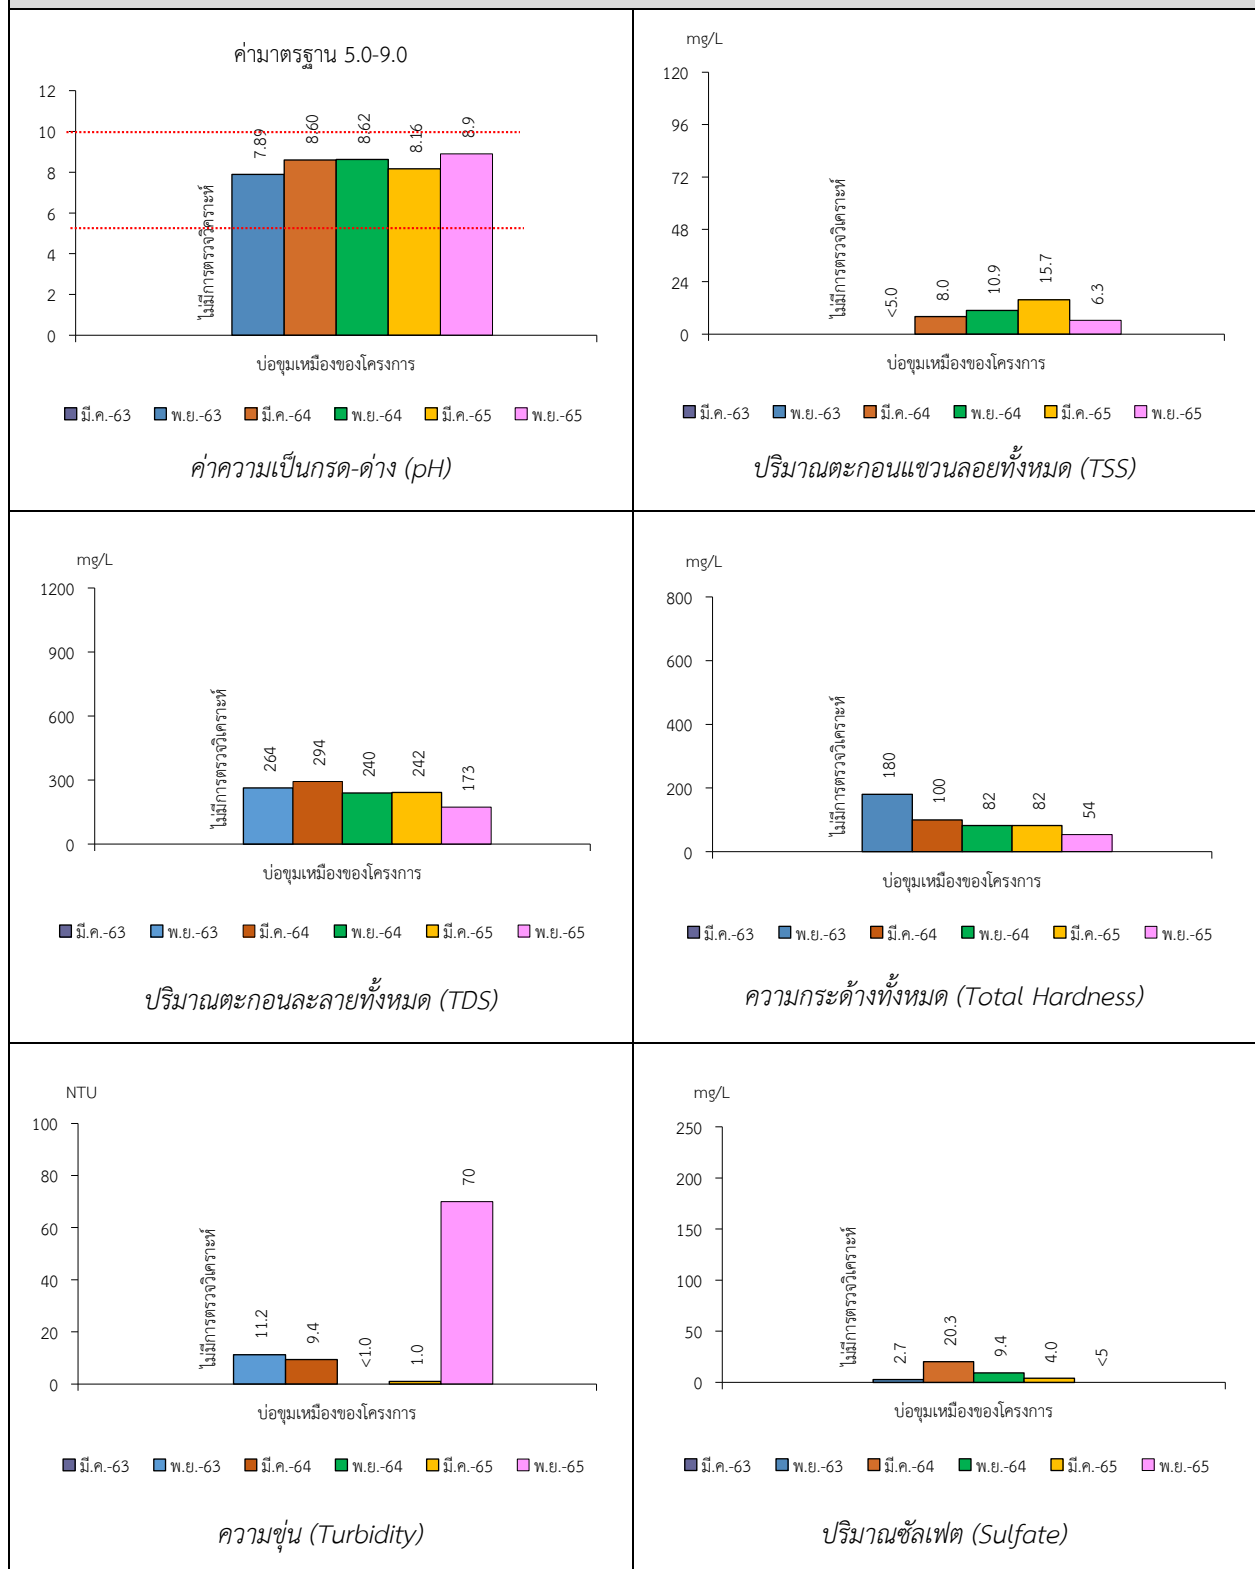 ค่ามาตรฐาน 5.0-9.0
12
10
8
6
4
2
0
ไม่มีการตรวจวิเคราะห์
7.89
8.60
8.62
8.16
8.9
บ่อขุมเหมืองของโครงการ
มี.ค.-63 พ.ย.-63 มี.ค.-64 พ.ย.-64 มี.ค.-65 พ.ย.-65
ค่าความเป็นกรด-ด่าง (pH)
mg/L
120
96
72
48
24
0
ไม่มีการตรวจวิเคราะห์
<5.0
8.0
10.9
15.7
6.3
บ่อขุมเหมืองของโครงการ
มี.ค.-63 พ.ย.-63 มี.ค.-64 พ.ย.-64 มี.ค.-65 พ.ย.-65
ปริมาณตะกอนแขวนลอยทั้งหมด (TSS)
mg/L
1200
900
600
300
0
ไม่มีการตรวจวิเคราะห์
264
294
240
242
173
บ่อขุมเหมืองของโครงการ
มี.ค.-63 พ.ย.-63 มี.ค.-64 พ.ย.-64 มี.ค.-65 พ.ย.-65
ปริมาณตะกอนละลายทั้งหมด (TDS)
mg/L
800
600
400
200
0
ไม่มีการตรวจวิเคราะห์
180
100
82
82
54
บ่อขุมเหมืองของโครงการ
มี.ค.-63 พ.ย.-63 มี.ค.-64 พ.ย.-64 มี.ค.-65 พ.ย.-65
ความกระด้างทั้งหมด (Total Hardness)
NTU
100
80
60
40
20
0
ไม่มีการตรวจวิเคราะห์
11.2
9.4
<1.0
1.0
70
บ่อขุมเหมืองของโครงการ
มี.ค.-63 พ.ย.-63 มี.ค.-64 พ.ย.-64 มี.ค.-65 พ.ย.-65
ความขุ่น (Turbidity)
mg/L
250
200
150
100
50
0
ไม่มีการตรวจวิเคราะห์
2.7
20.3
9.4
4.0
<5
บ่อขุมเหมืองของโครงการ
มี.ค.-63 พ.ย.-63 มี.ค.-64 พ.ย.-64 มี.ค.-65 พ.ย.-65
ปริมาณซัลเฟต (Sulfate)